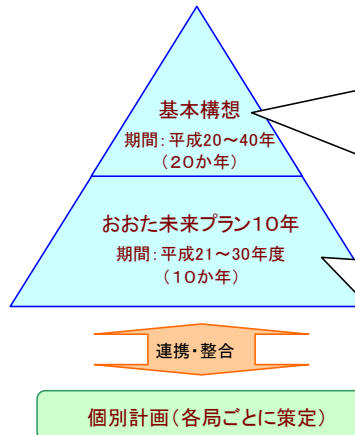 基本構想
期間：平成20～40年
（20か年）
おおた未来プラン10年
期間：平成21～30年度
（10か年）
連携・整合
個別計画（各局ごとに策定）